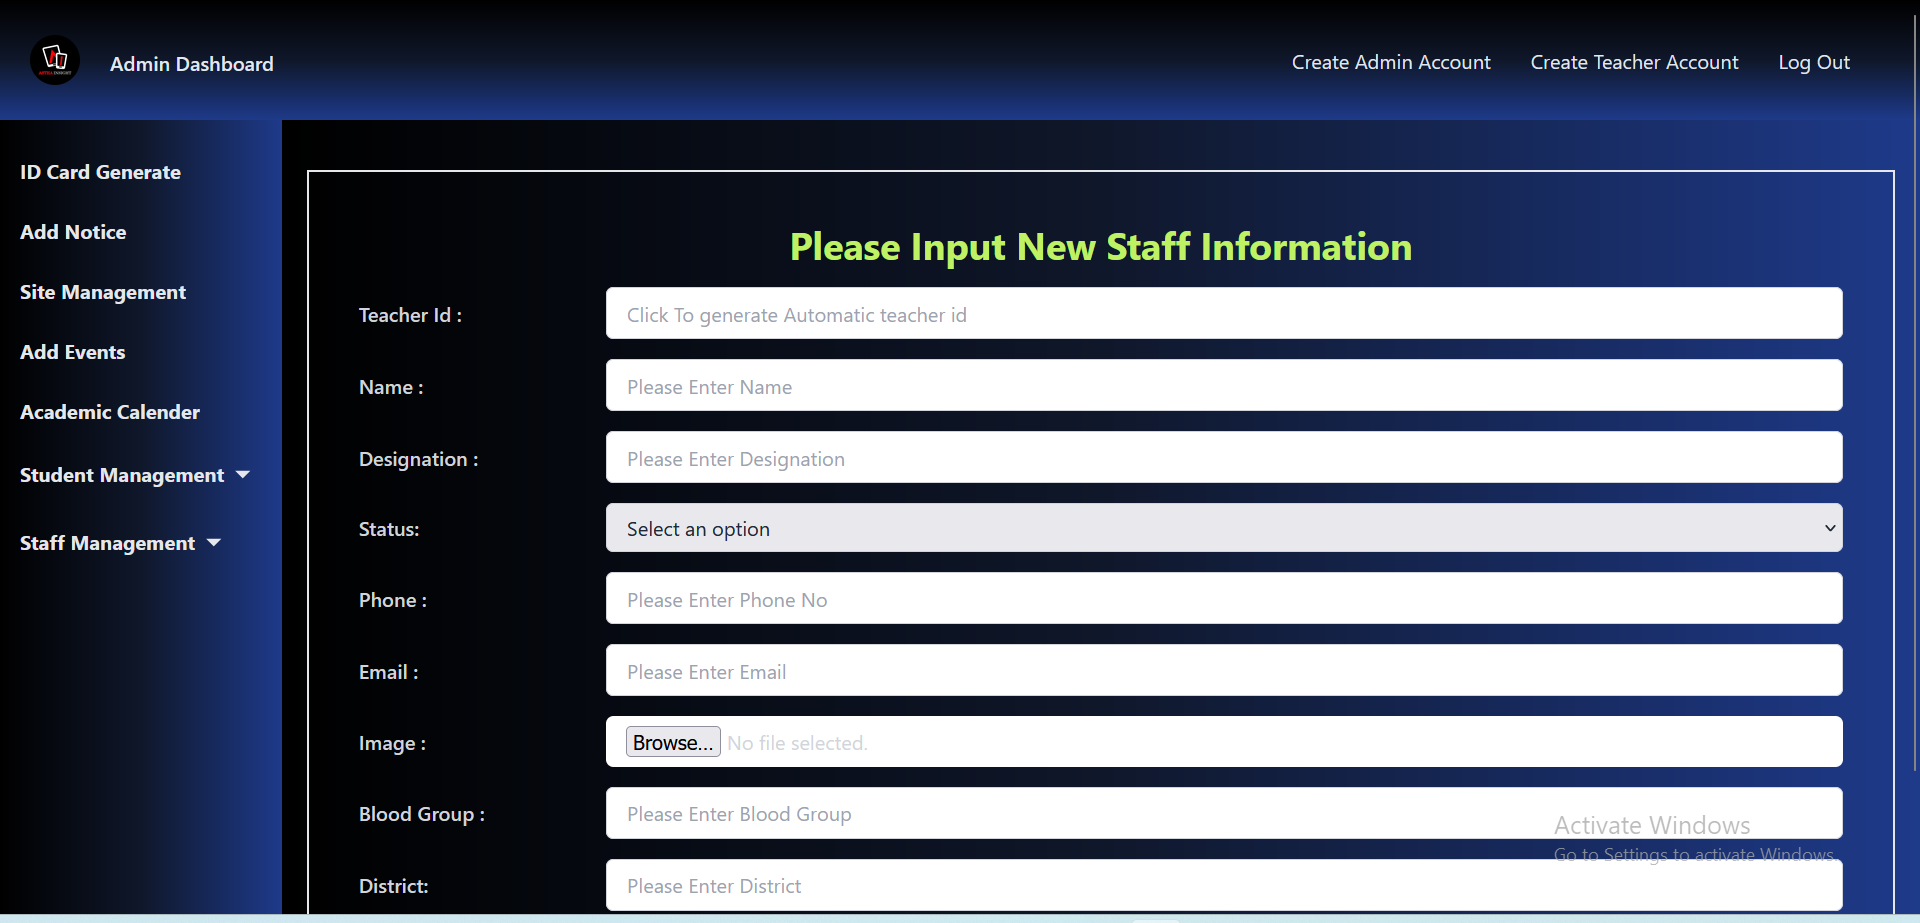 Admin Dashboard
Create Admin Account
Create Teacher Account
Log Out
ID Card Generate
Add Notice
Site Management
Add Events
Academic Calender
Student Management
Staff Management
Please Input New Staff Information
Teacher Id : Click To generate Automatic teacher id
Name : Please Enter Name
Designation : Please Enter Designation
Status: Select an option
Phone : Please Enter Phone No
Email : Please Enter Email
Image : Browse... No file selected.
Blood Group : Please Enter Blood Group
District: Please Enter District
Activate Windows
Go to Settings to activate Windows.